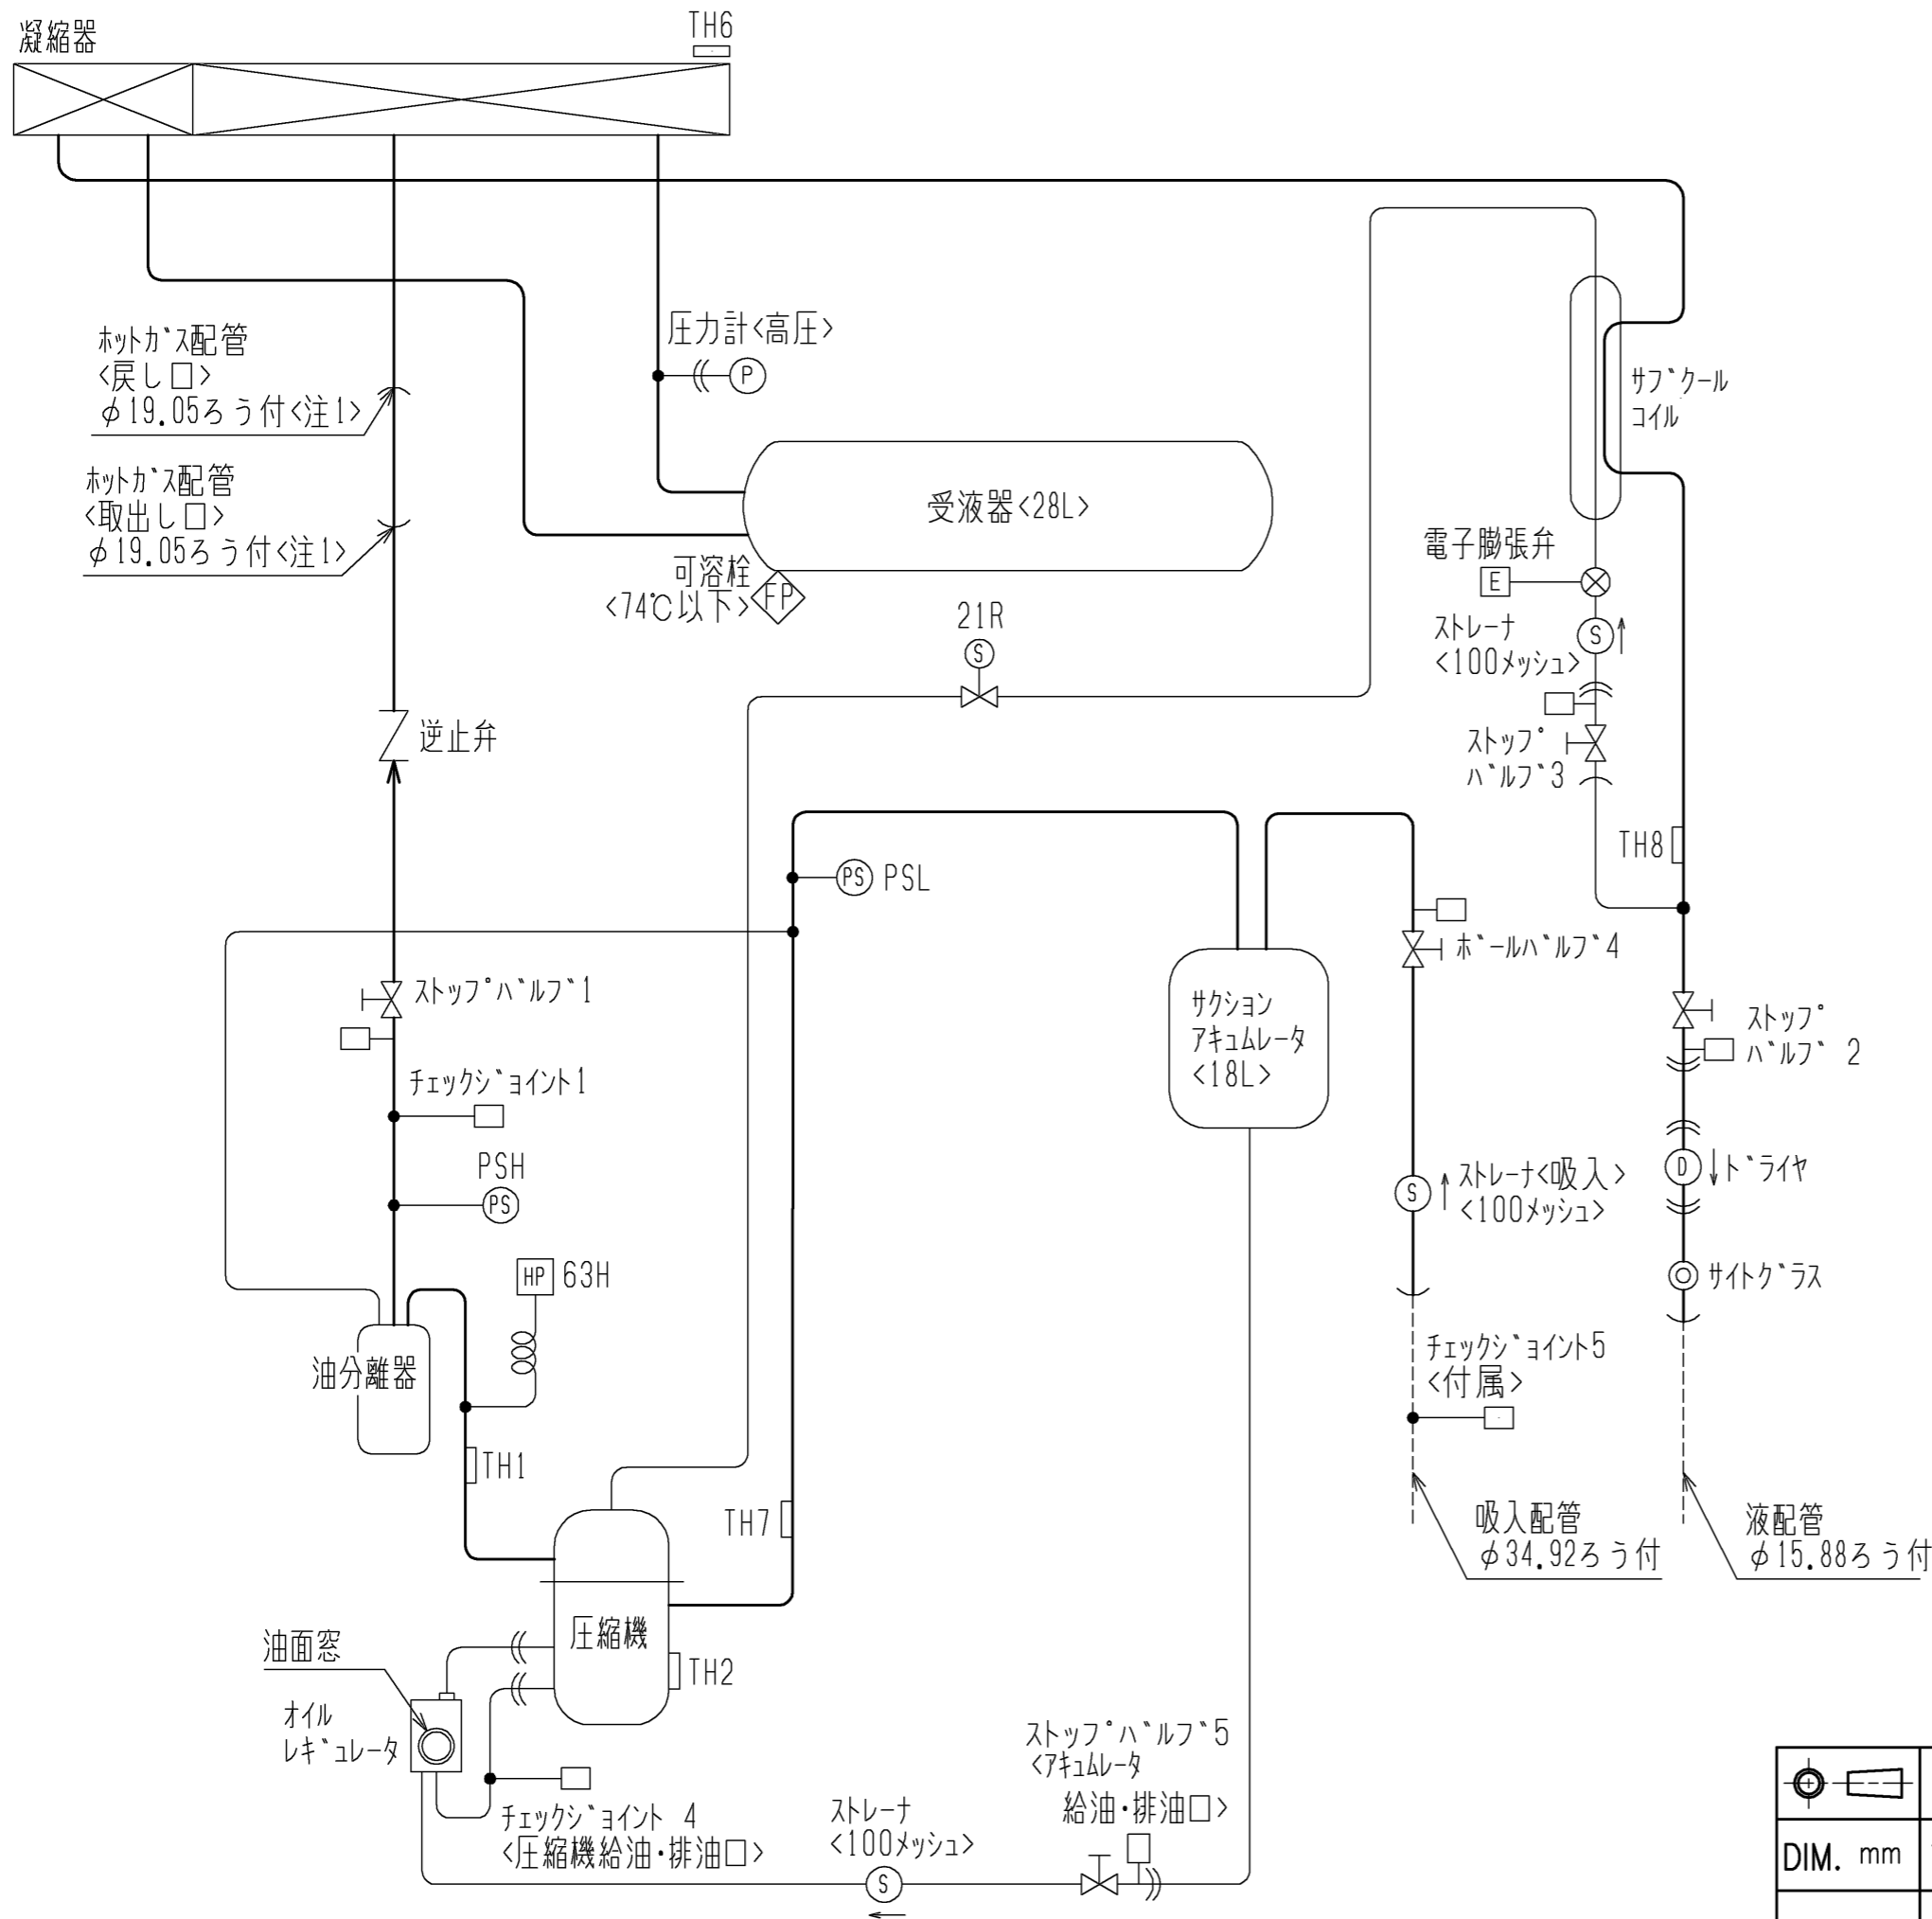 凝縮器
TH6
ホットガス配管
<戻し口>
φ19.05ろう付<注1>
圧力計<高圧>
P
サブクール
コイル
ホットガス配管
<取出し口>
φ19.05ろう付<注1>
受液器<28L>
可溶栓
<74℃以下>
FP
電子膨張弁
E
21R
S
ストレーナ
<100メッシュ>
S
逆止弁
ストップ
バルブ3
TH8
PS
PSL
ボールバルブ4
ストップバルブ1
サクション
アキュムレータ
<18L>
ストップ
バルブ 2
チェックジョイント1
PSH
PS
S
ストレーナ<吸入>
<100メッシュ>
D
ドライヤ
HP
63H
サイトグラス
油分離器
チェックジョイント5
<付属>
TH1
TH7
吸入配管
φ34.92ろう付
液配管
φ15.88ろう付
圧縮機
油面窓
TH2
オイル
レギュレータ
ストップバルブ5
<アキュムレータ
給油・排油口>
チェックジョイント 4
<圧縮機給油・排油口>
ストレーナ
<100メッシュ>
S
DIM. mm